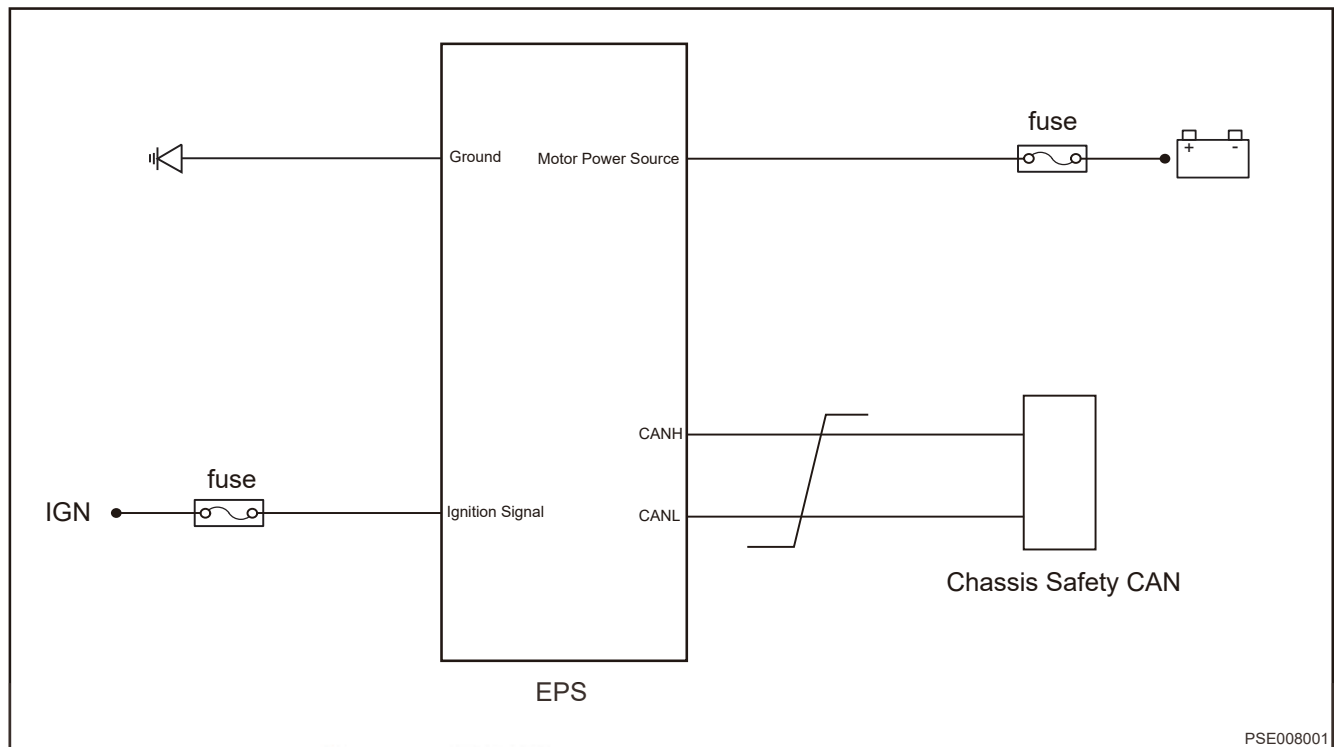 fuse
+ -
Ground
Motor Power Source
CANH
fuse
IGN
Ignition Signal
CANL
Chassis Safety CAN
EPS
PSE008001